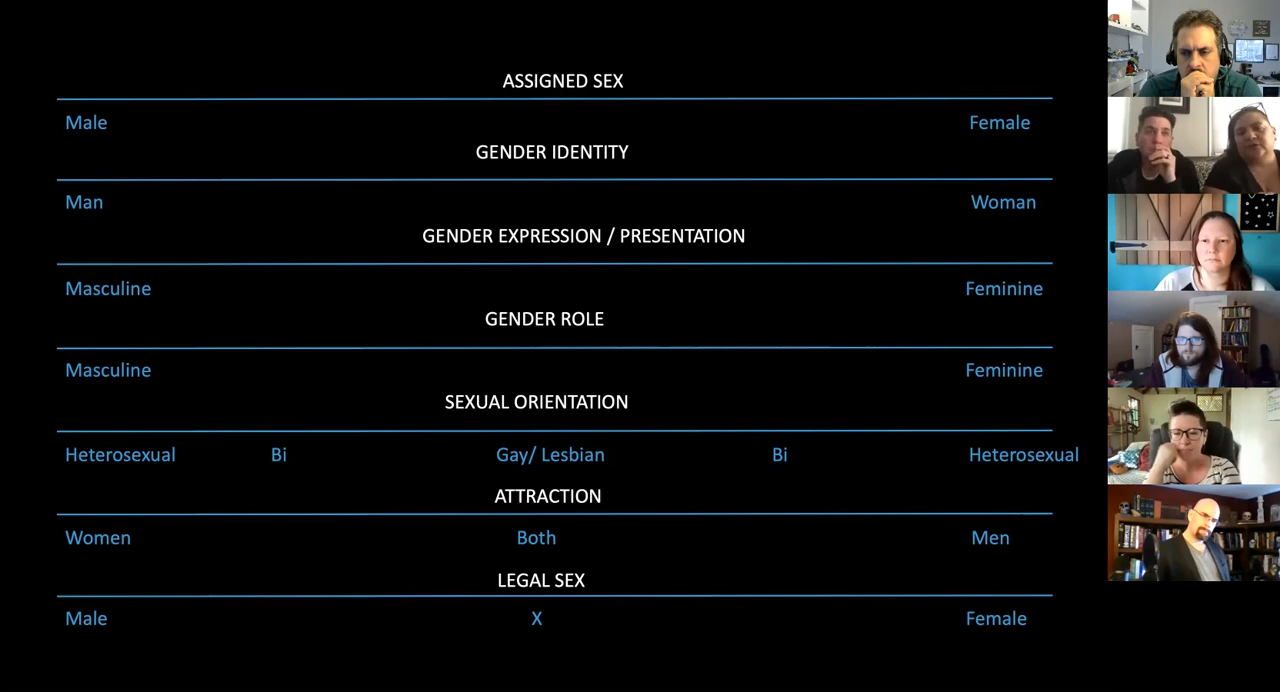 ASSIGNED SEX
Male Female
GENDER IDENTITY
Man Woman
GENDER EXPRESSION / PRESENTATION
Masculine Feminine
GENDER ROLE
Masculine Feminine
SEXUAL ORIENTATION
Heterosexual Bi Gay/ Lesbian Bi Heterosexual
ATTRACTION
Women Both Men
LEGAL SEX
Male X Female